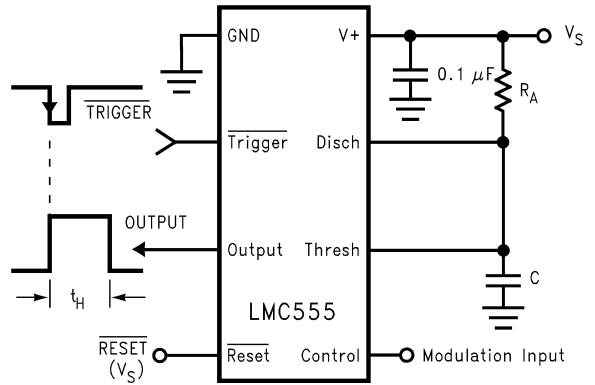 GND
V+
V_S
0.1 μF
R_A
TRIGGER
Trigger
Disch
OUTPUT
Output
Thresh
t_H
C
LMC555
RESET
(V_S)
Reset
Control
Modulation Input